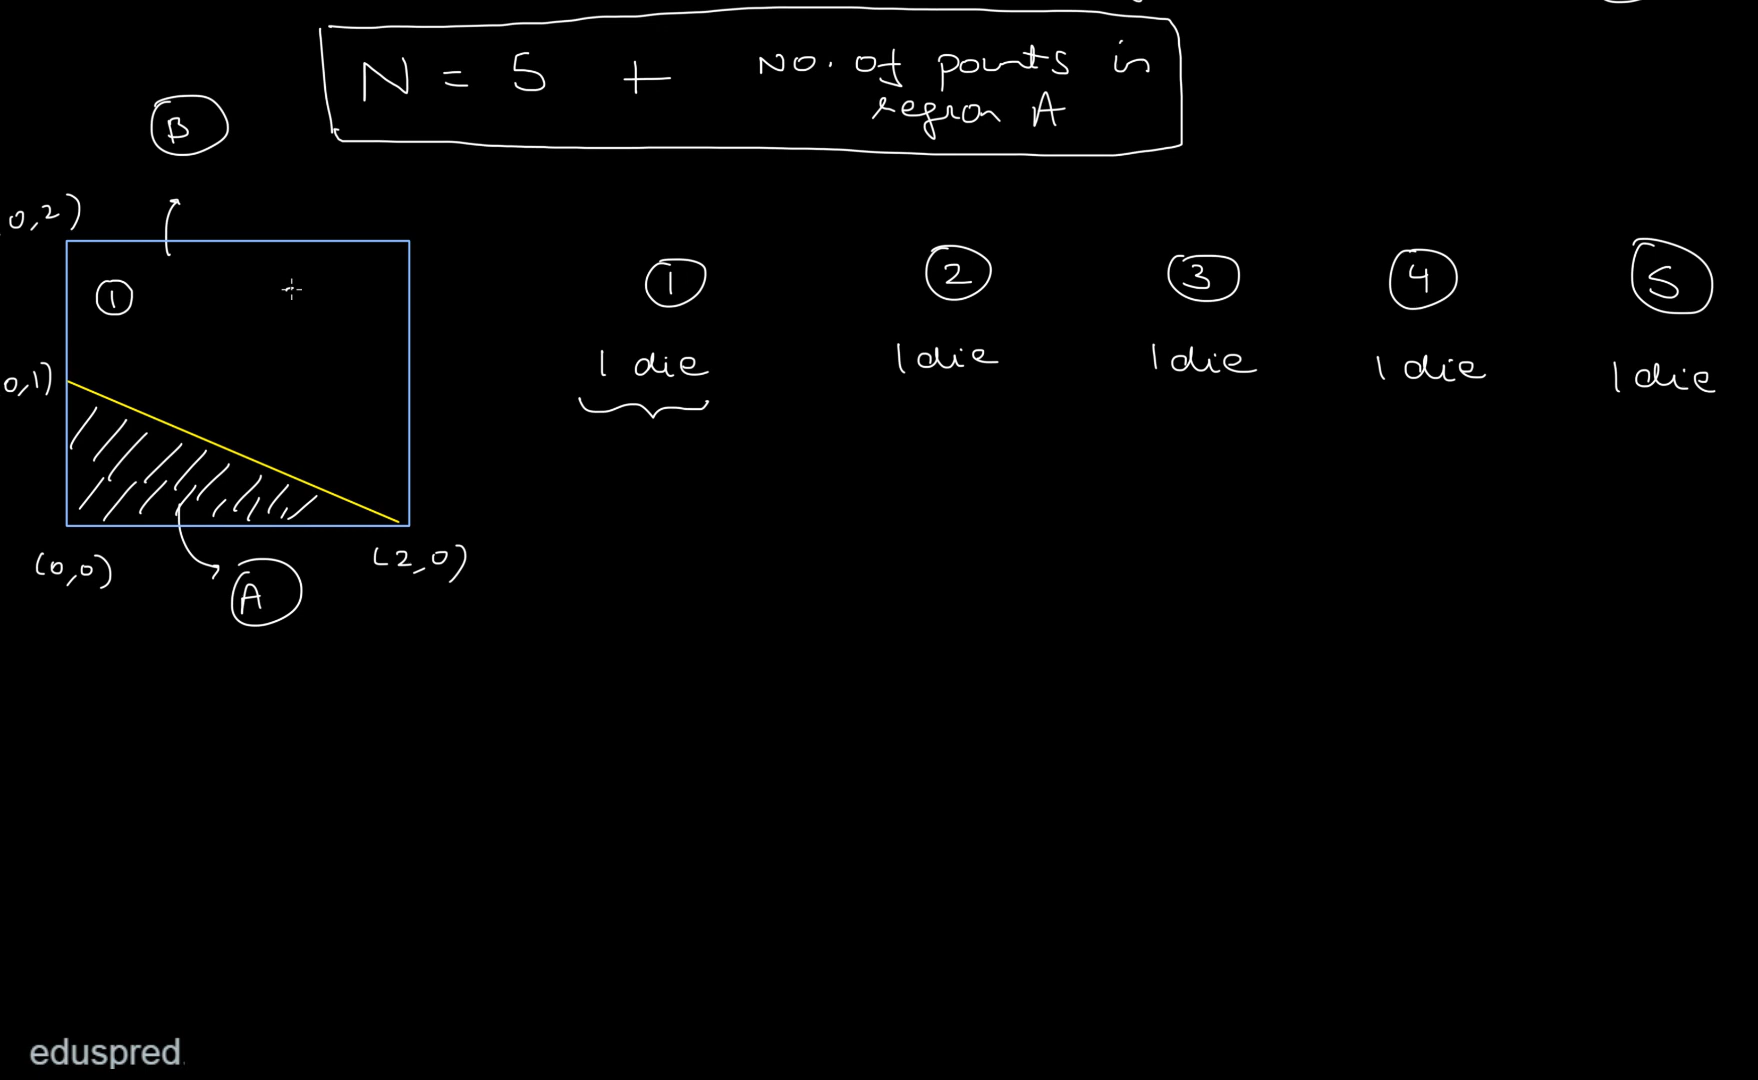 N = 5 + No. of points in
region A
B
0,2)
1
1 2 3 4 5
0,1)
1 die 1 die 1 die 1 die 1 die
(0,0)
(2,0)
A
eduspred.